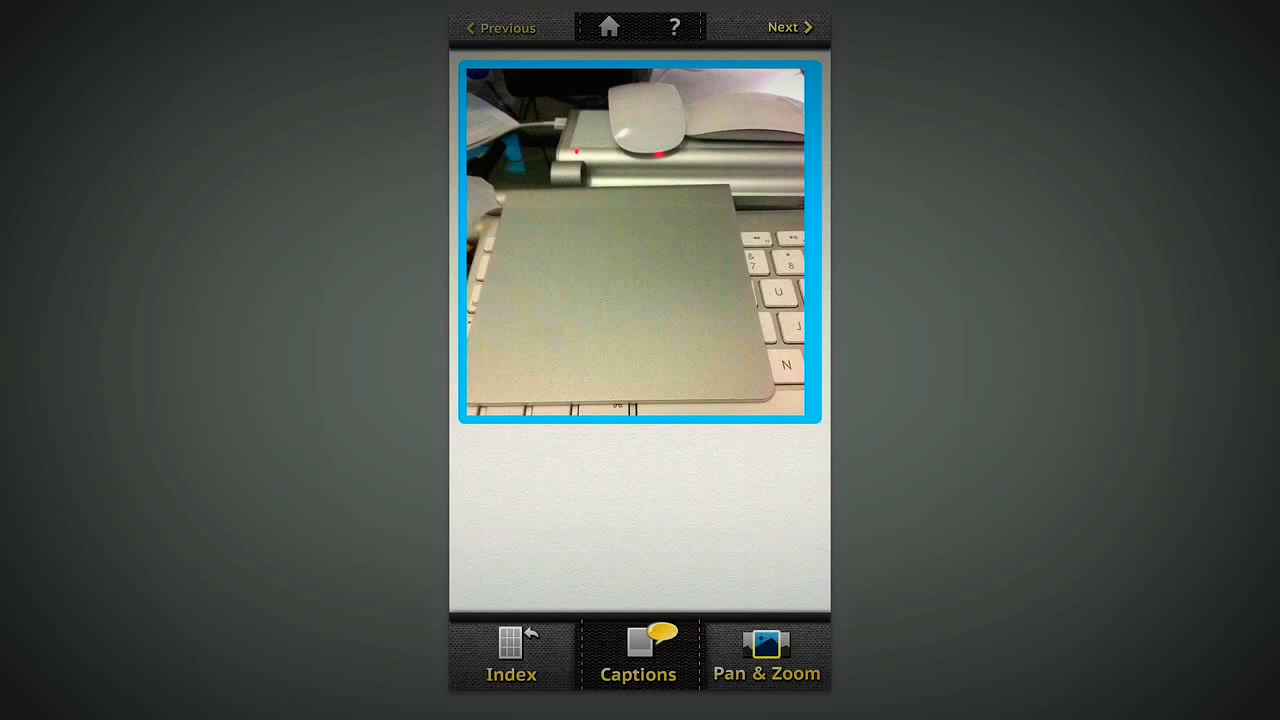 Previous
?
Next
&
7
*
8
U
J
N
⌘
Index
Captions
Pan & Zoom